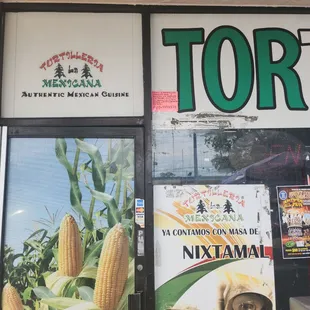 TORTILLERIA
La
MEXICANA
AUTHENTIC MEXICAN CUISINE
TORT
TORTILLERIA
La
MEXICANA
YA CONTAMOS CON MASA DE
NIXTAMAL